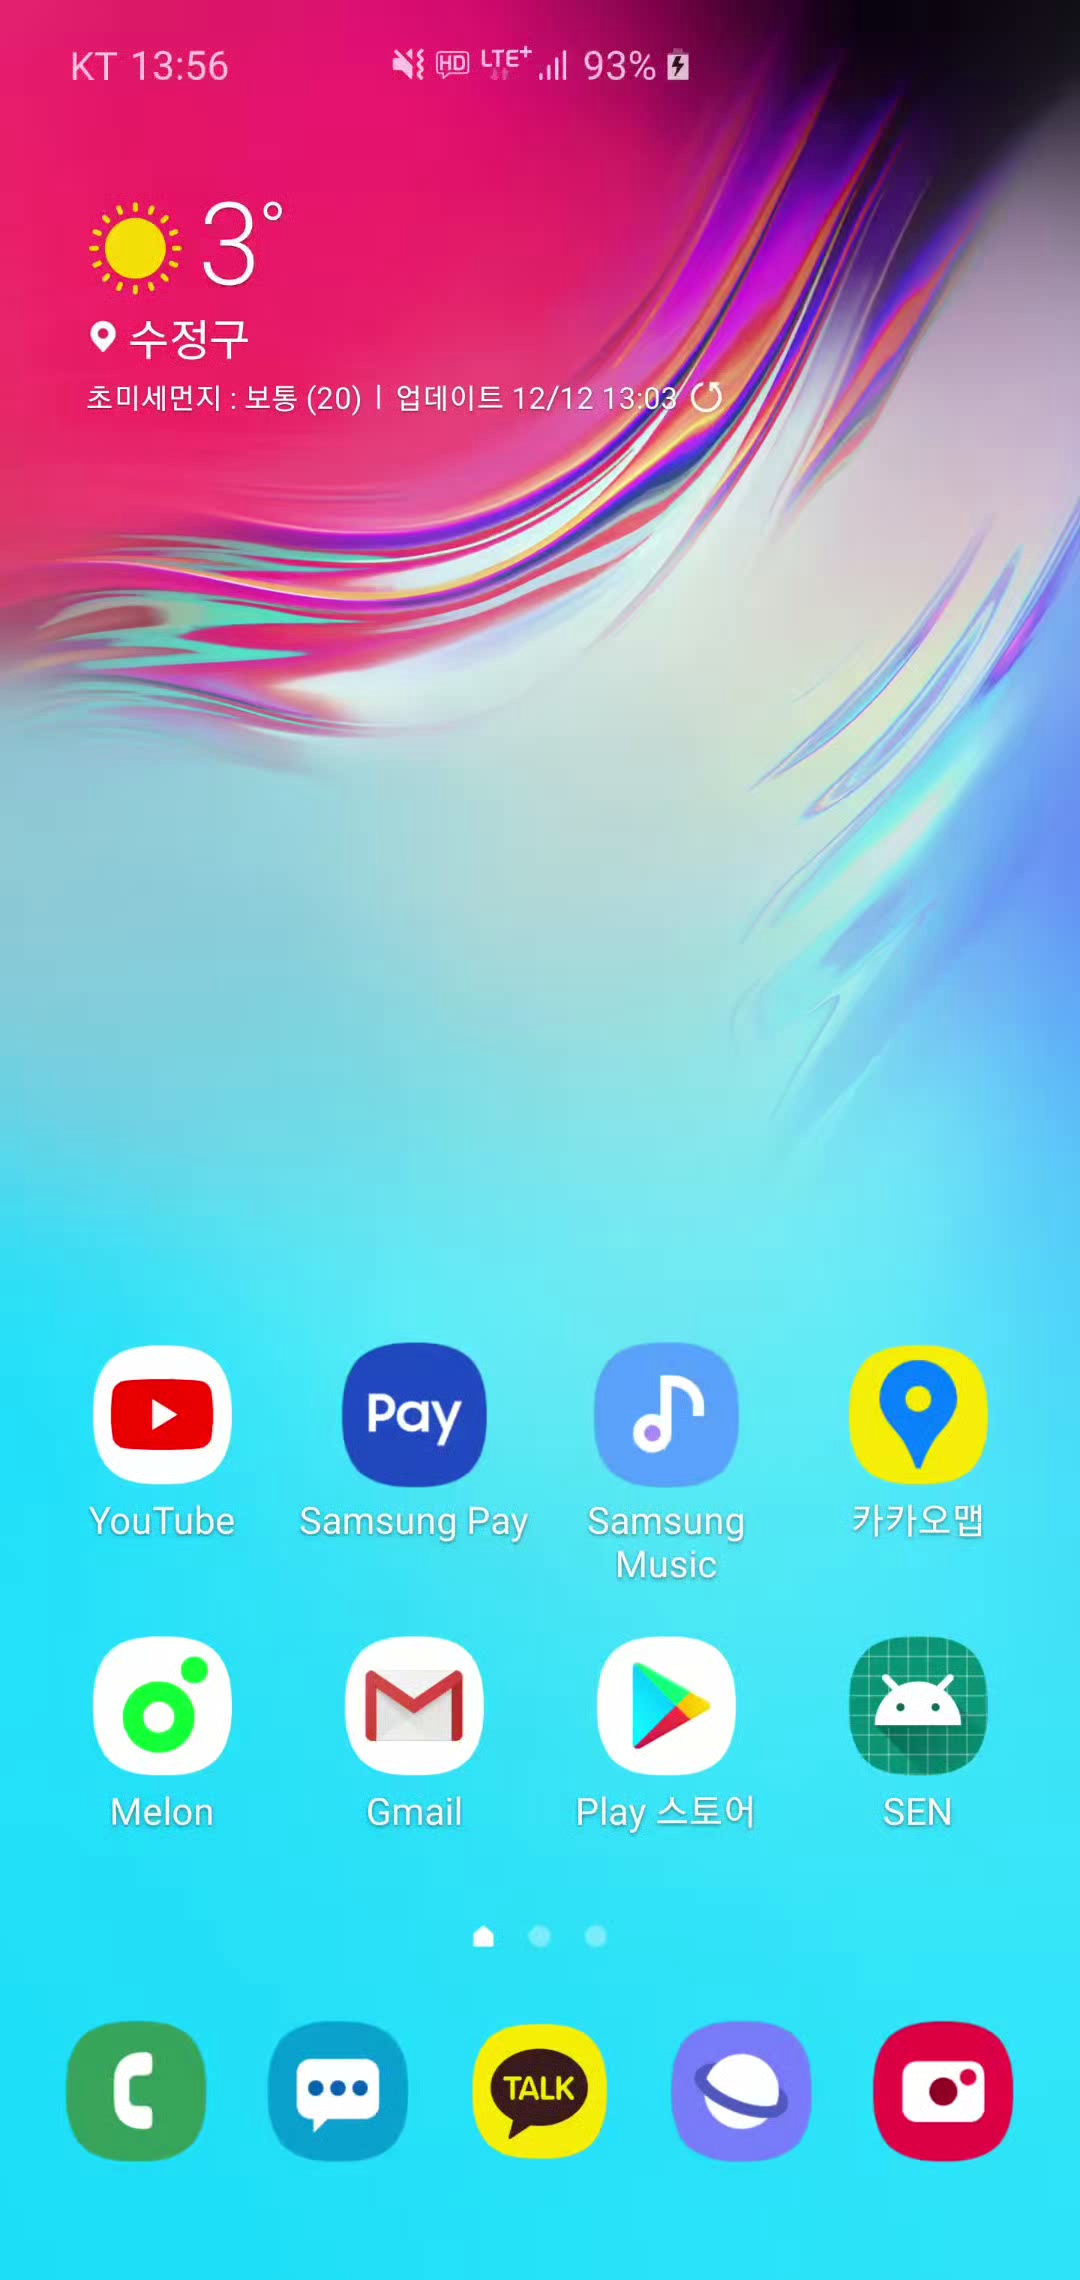 KT 13:56 HD LTE+ 93%
3°
수정구
초미세먼지 : 보통 (20) | 업데이트 12/12 13:03
Pay
YouTube Samsung Pay Samsung Music 카카오맵
Melon Gmail Play 스토어 SEN
TALK